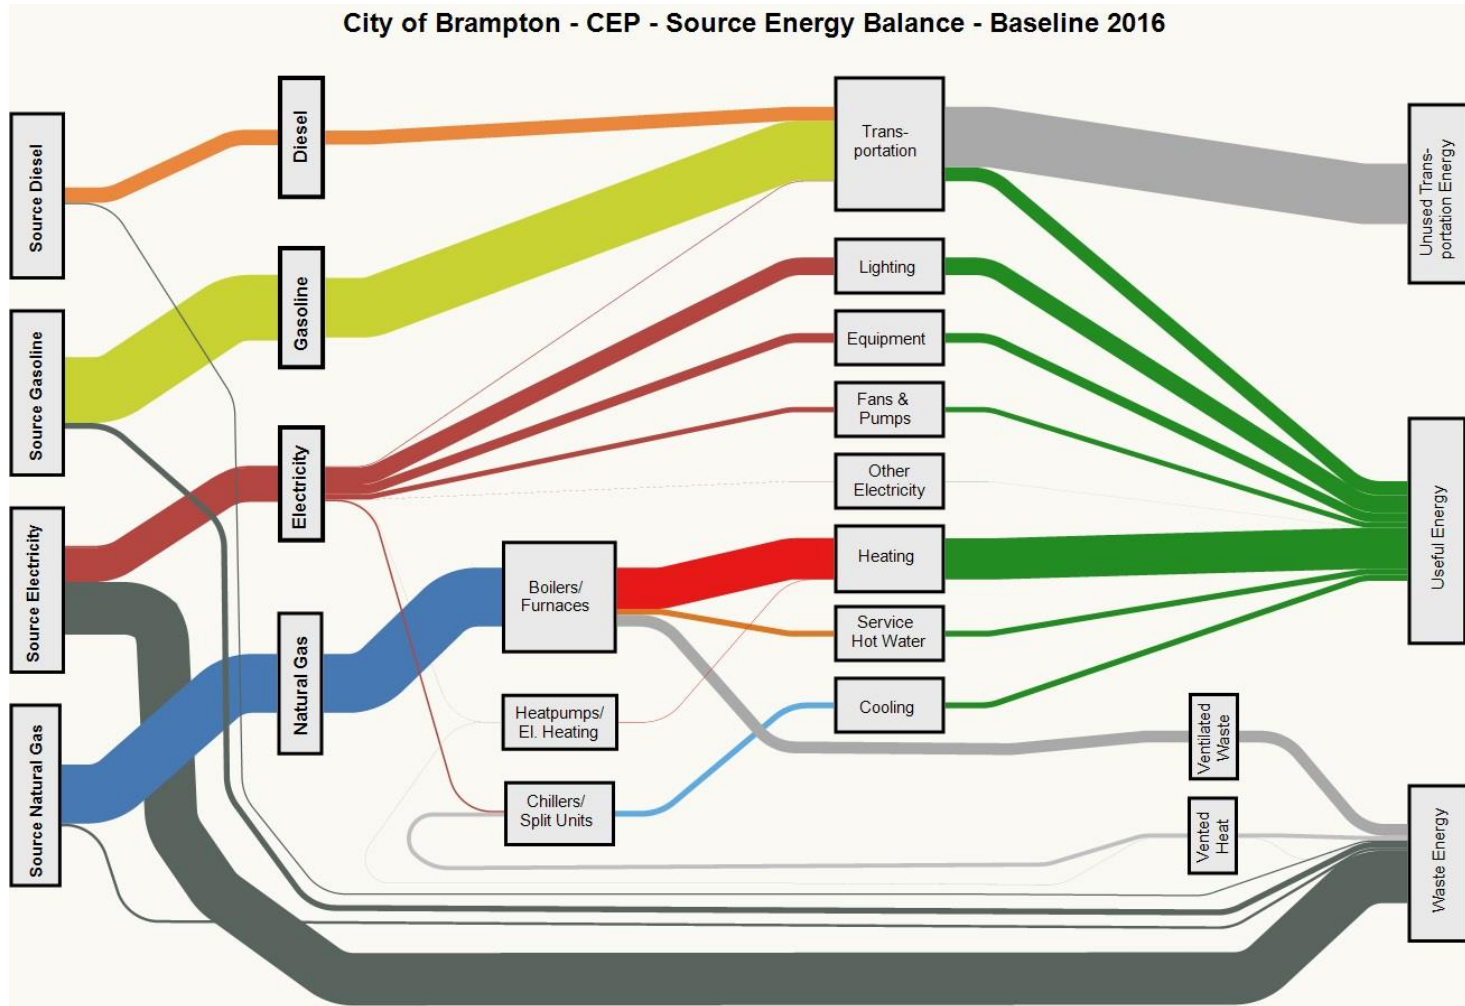 City of Brampton - CEP - Source Energy Balance - Baseline 2016
Source Diesel
Source Gasoline
Source Electricity
Source Natural Gas
Diesel
Gasoline
Electricity
Natural Gas
Boilers/
Furnaces
Heatpumps/
El. Heating
Chillers/
Split Units
Trans-
portation
Lighting
Equipment
Fans &
Pumps
Other
Electricity
Heating
Service
Hot Water
Cooling
Ventilated
Waste
Vented
Heat
Unused Trans-
portation Energy
Useful Energy
Waste Energy